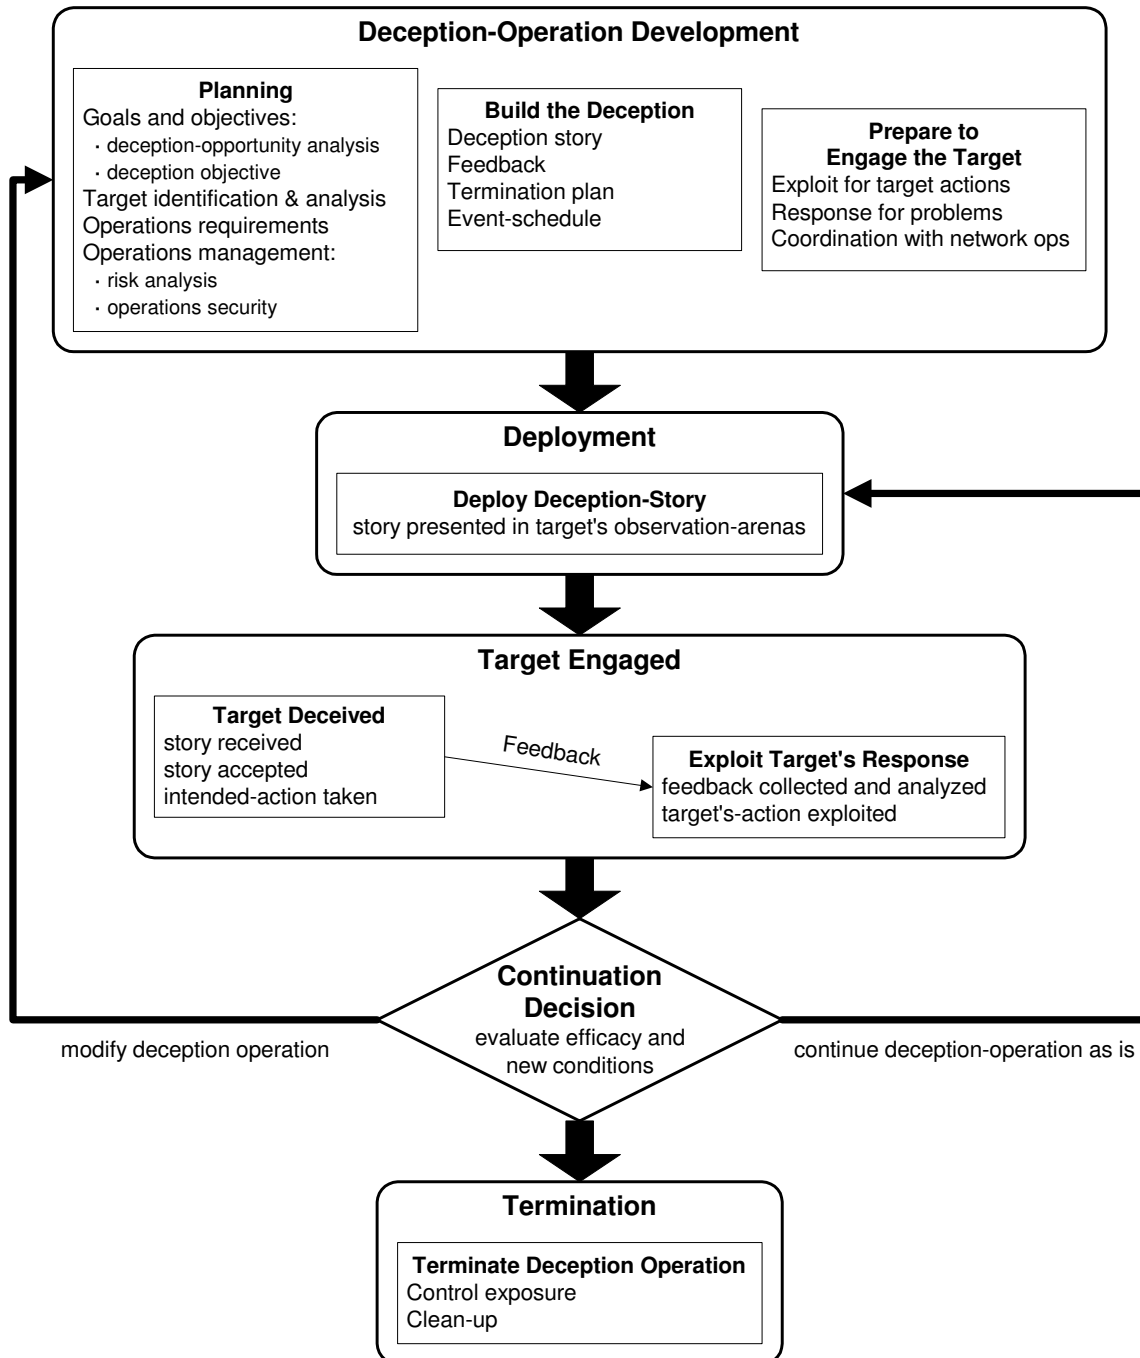 Deception-Operation Development
Planning
Goals and objectives:
· deception-opportunity analysis
· deception objective
Target identification & analysis
Operations requirements
Operations management:
· risk analysis
· operations security
Build the Deception
Deception story
Feedback
Termination plan
Event-schedule
Prepare to
Engage the Target
Exploit for target actions
Response for problems
Coordination with network ops
Deployment
Deploy Deception-Story
story presented in target's observation-arenas
Target Engaged
Target Deceived
story received
story accepted
intended-action taken
Feedback
Exploit Target's Response
feedback collected and analyzed
target's-action exploited
Continuation
Decision
evaluate efficacy and
new conditions
modify deception operation
continue deception-operation as is
Termination
Terminate Deception Operation
Control exposure
Clean-up